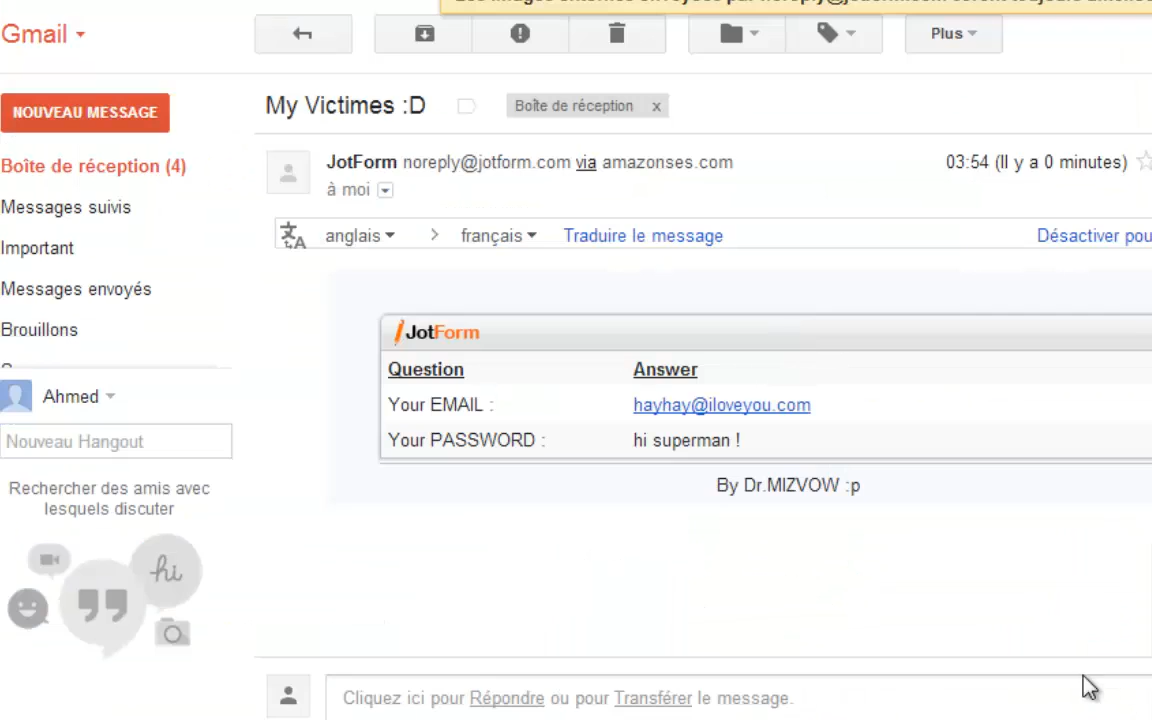 Gmail
Plus
NOUVEAU MESSAGE
My Victimes :D
Boîte de réception x
Boîte de réception (4)
Messages suivis
Important
Messages envoyés
Brouillons
JotForm noreply@jotform.com via amazonses.com
03:54 (Il y a 0 minutes)
à moi
anglais > français Traduire le message
Désactiver pou
JotForm
Question Answer
Your EMAIL : hayhay@iloveyou.com
Your PASSWORD : hi superman !
By Dr.MIZVOW :p
Ahmed
Nouveau Hangout
Rechercher des amis avec
lesquels discuter
hi
Cliquez ici pour Répondre ou pour Transférer le message.